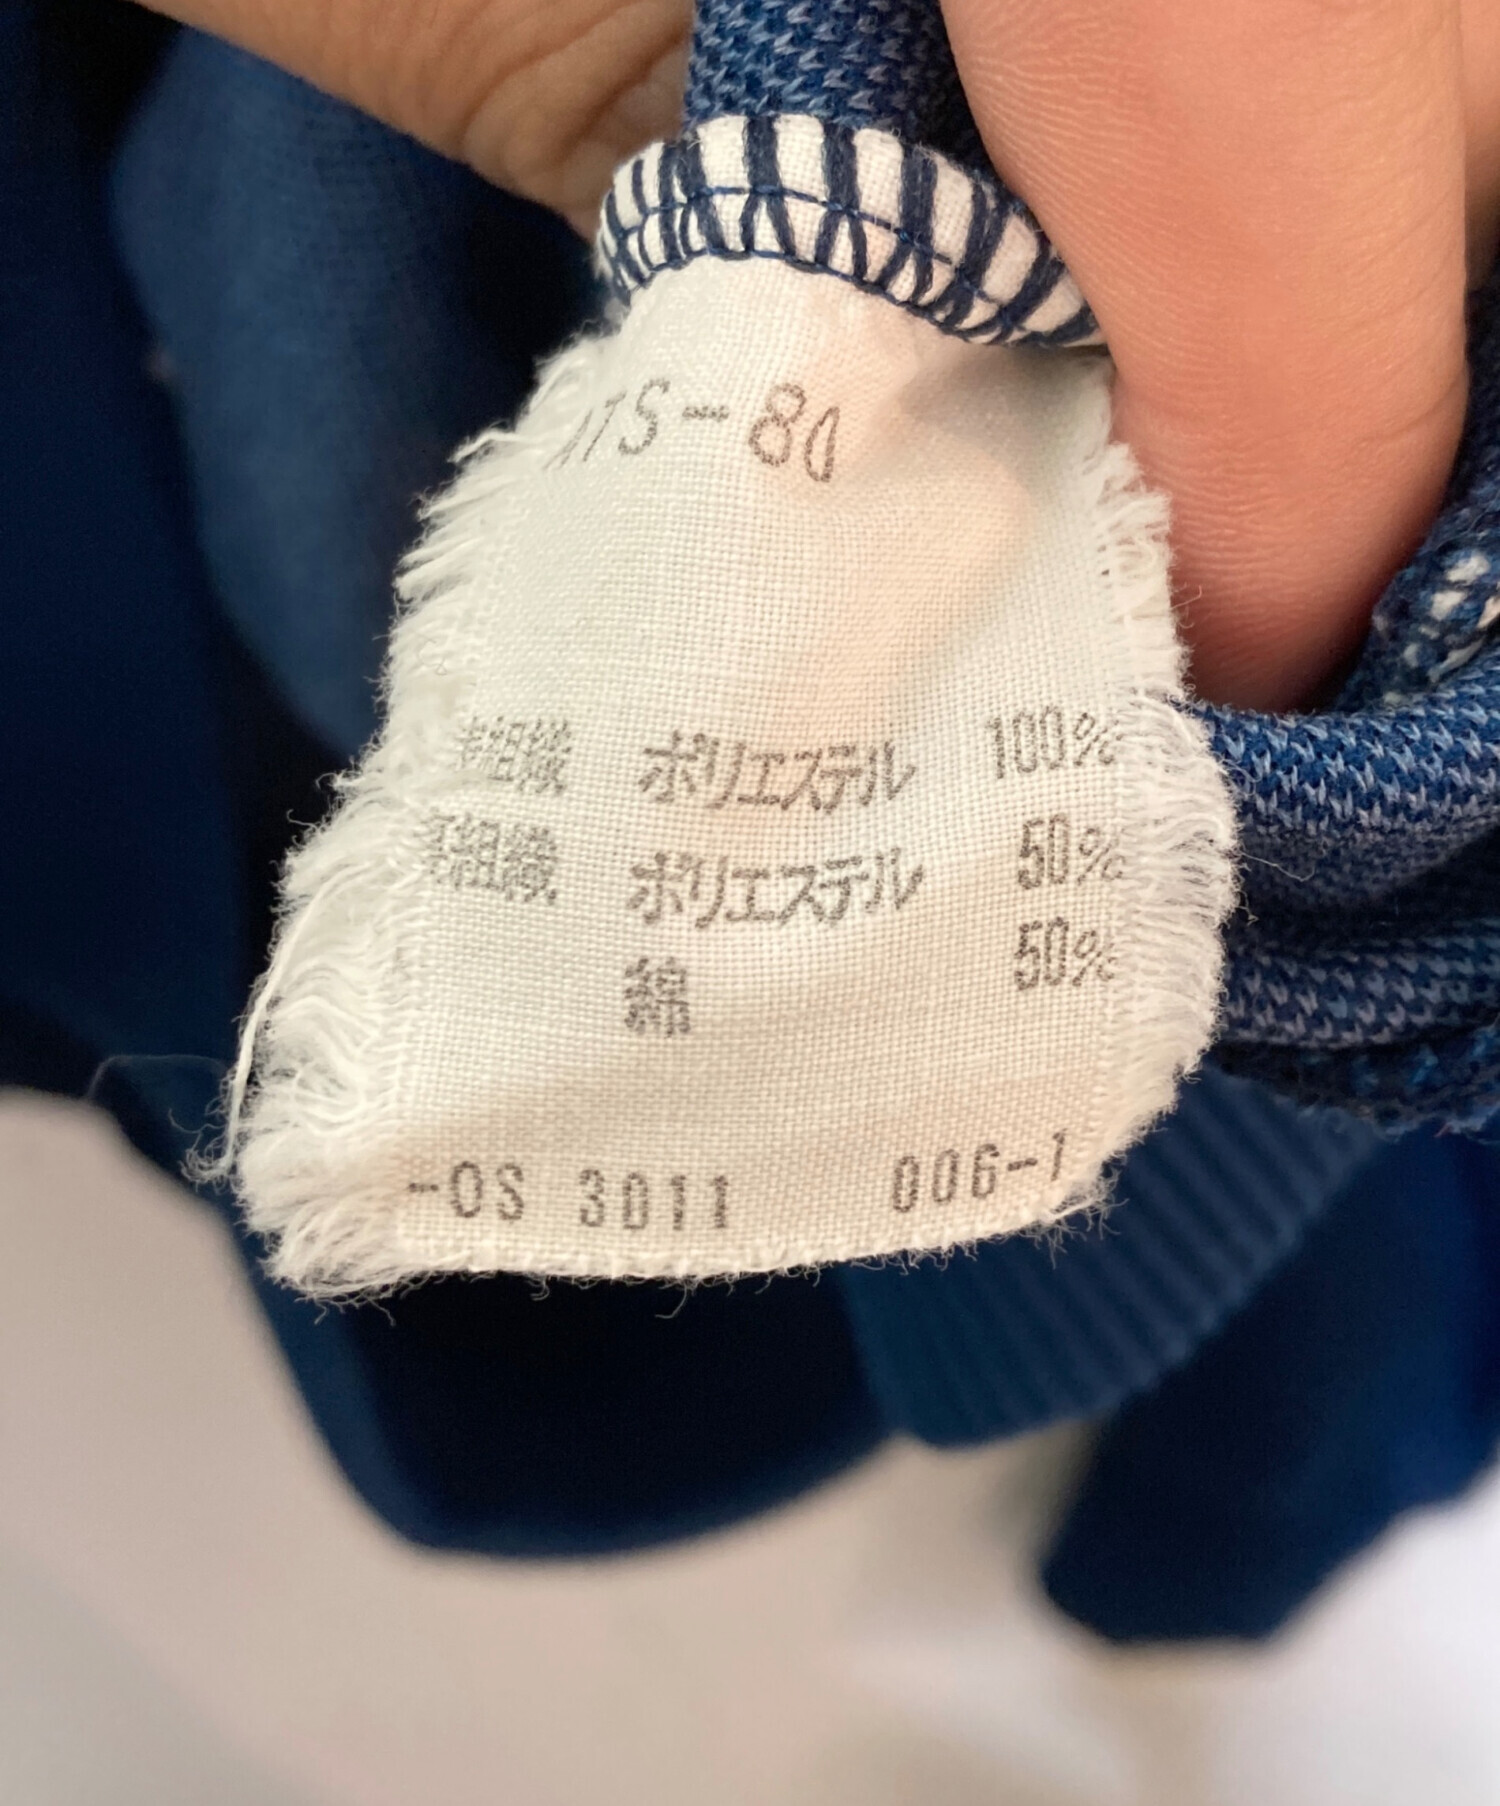 ATS-80
組織 ポリエステル 100%
組織 ポリエステル 50%
綿 50%
-OS 3011 006-1